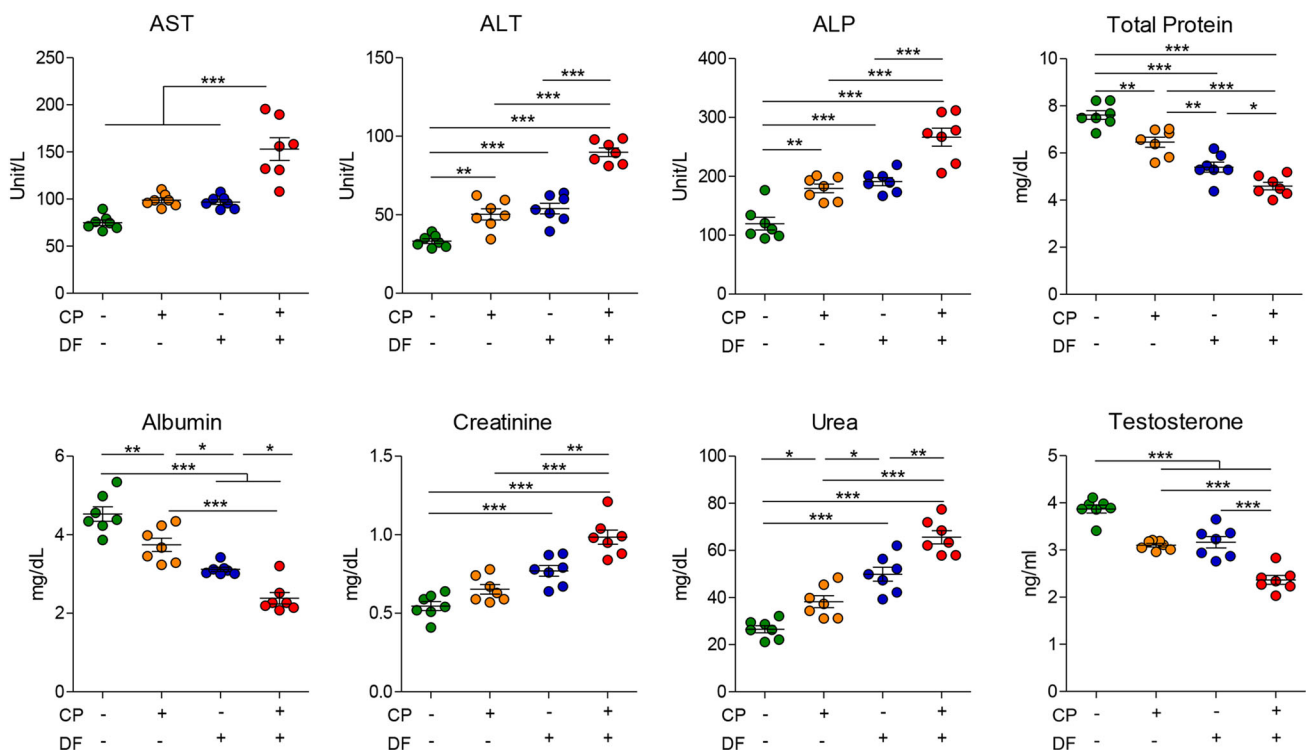 AST
ALT
ALP
Total Protein
Unit/L
250
200
150
100
50
0
***
CP - + - +
DF - - + +
Unit/L
150
100
50
0
***
***
***
***
**
CP - + - +
DF - - + +
Unit/L
400
300
200
100
0
***
***
***
***
**
CP - + - +
DF - - + +
mg/dL
10
8
6
4
2
0
***
***
** ***
** *
CP - + - +
DF - - + +
Albumin
Creatinine
Urea
Testosterone
mg/dL
6
4
2
0
** * *
***
***
CP - + - +
DF - - + +
mg/dL
1.5
1.0
0.5
0.0
**
***
***
***
CP - + - +
DF - - + +
mg/dL
100
80
60
40
20
0
* * **
***
***
***
CP - + - +
DF - - + +
ng/ml
5
4
3
2
1
0
***
***
***
CP - + - +
DF - - + +